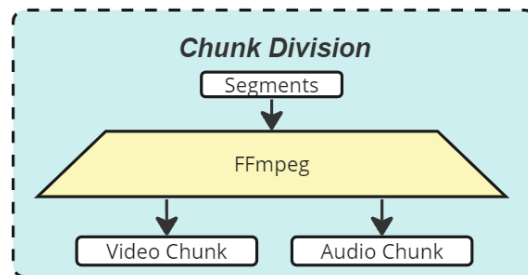 Chunk Division
Segments
FFmpeg
Video Chunk
Audio Chunk